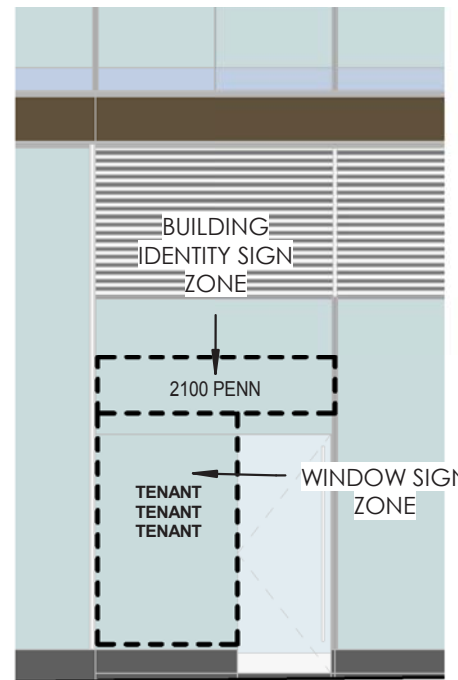 BUILDING
IDENTITY SIGN
ZONE
2100 PENN
WINDOW SIGN
ZONE
TENANT
TENANT
TENANT